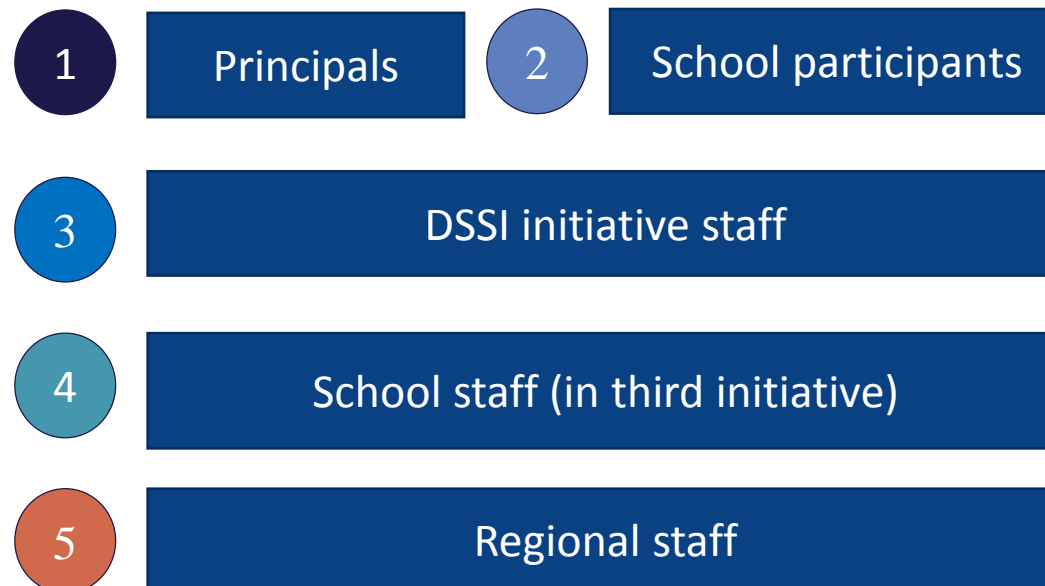 1 Principals 2 School participants
3 DSSI initiative staff
4 School staff (in third initiative)
5 Regional staff